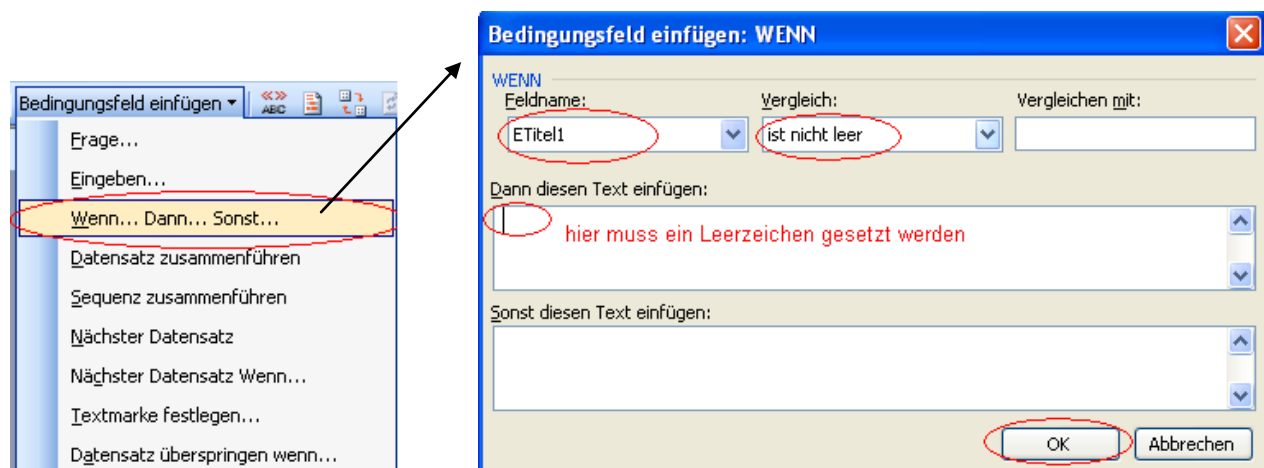 Bedingungsfeld einfügen
ABC
Frage...
Eingeben...
Wenn... Dann... Sonst...
Datensatz zusammenführen
Sequenz zusammenführen
Nächster Datensatz
Nächster Datensatz Wenn...
Textmarke festlegen...
Datensatz überspringen wenn...
Bedingungsfeld einfügen: WENN
WENN
Feldname: Vergleich: Vergleichen mit:
ETitel1 ist nicht leer
Dann diesen Text einfügen:
hier muss ein Leerzeichen gesetzt werden
Sonst diesen Text einfügen:
OK Abbrechen